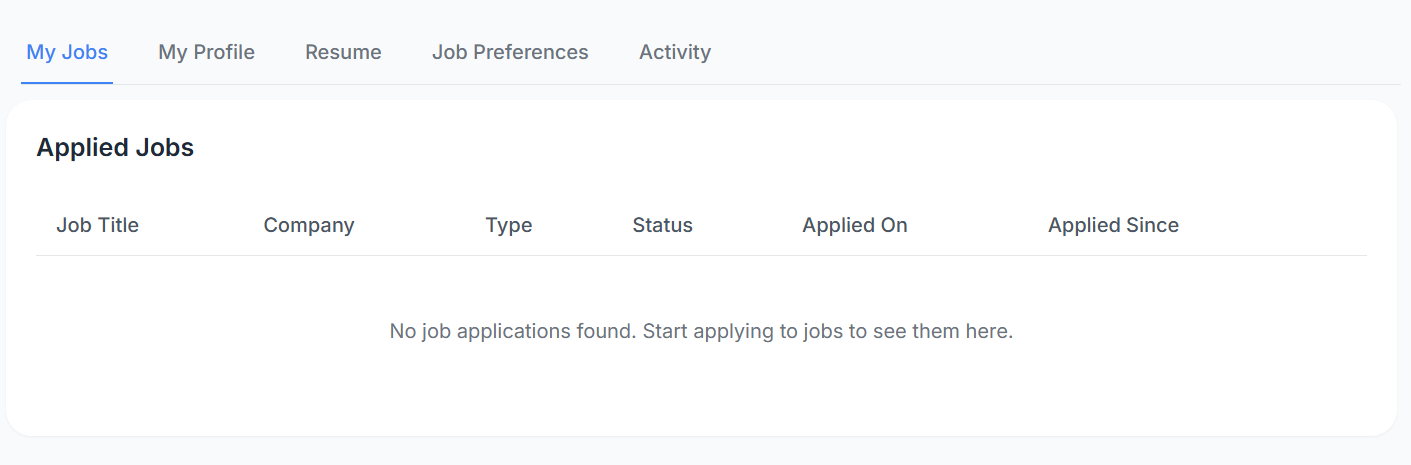 My Jobs My Profile Resume Job Preferences Activity
Applied Jobs
Job Title Company Type Status Applied On Applied Since
No job applications found. Start applying to jobs to see them here.